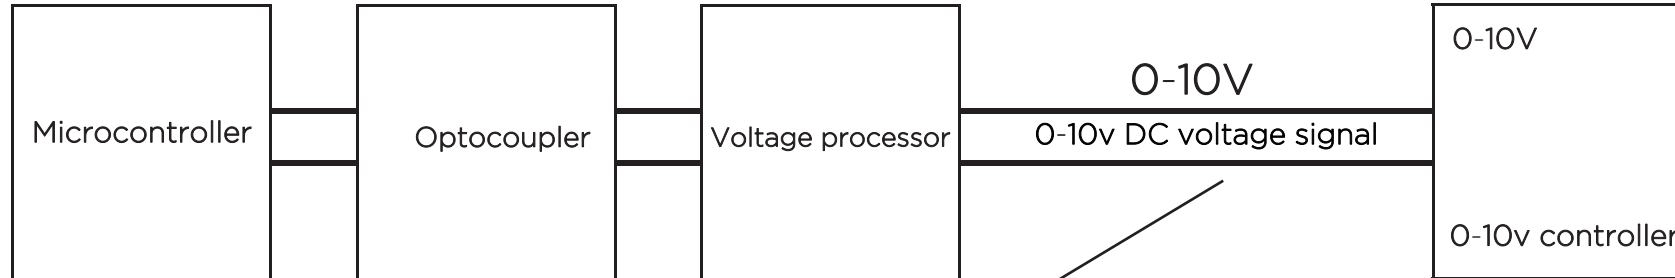 0-10V
0-10V
Microcontroller
Optocoupler
Voltage processor
0-10v DC voltage signal
0-10v controller